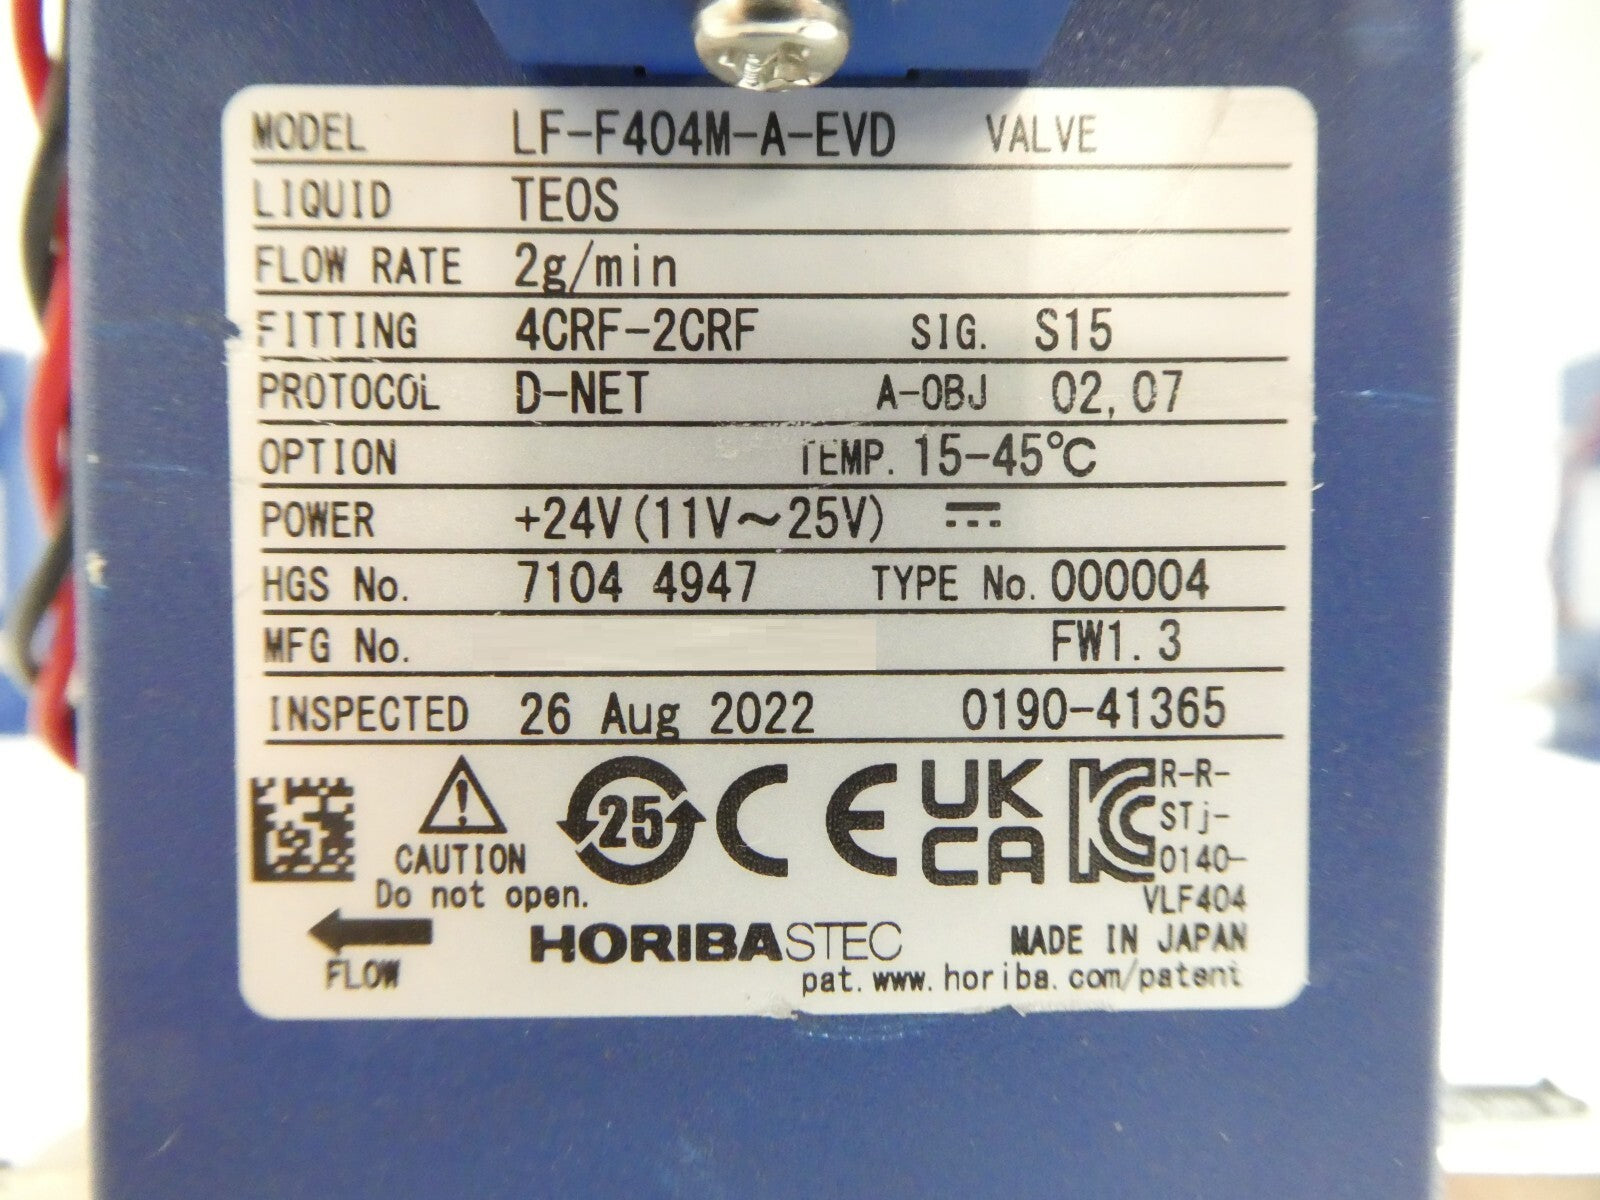 MODEL LF-F404M-A-EVD VALVE
LIQUID TEOS
FLOW RATE 2g/min
FITTING 4CRF-2CRF SIG. S15
PROTOCOL D-NET A-OBJ 02,07
OPTION TEMP. 15-45℃
POWER +24V(11V～25V)
HGS No. 7104 4947 TYPE No. 000004
MFG No. FW1.3
INSPECTED 26 Aug 2022 0190-41365
CAUTION
Do not open.
25
CE
UK
CA
KC
R-R-
STj-
0140-
VLF404
FLOW
HORIBASTEC
MADE IN JAPAN
pat.www.horiba.com/patent